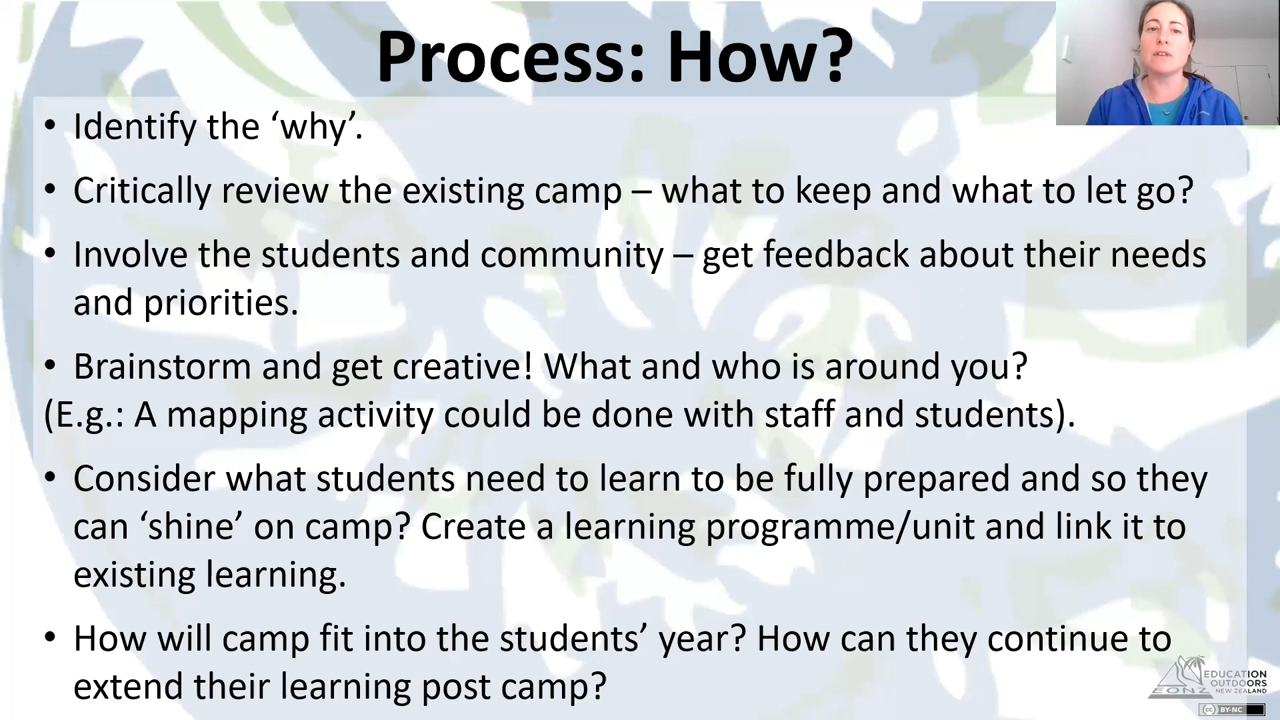 Process: How?
• Identify the ‘why’.
• Critically review the existing camp – what to keep and what to let go?
• Involve the students and community – get feedback about their needs
and priorities.
• Brainstorm and get creative! What and who is around you?
(E.g.: A mapping activity could be done with staff and students).
• Consider what students need to learn to be fully prepared and so they
can ‘shine’ on camp? Create a learning programme/unit and link it to
existing learning.
• How will camp fit into the students’ year? How can they continue to
extend their learning post camp?
EDUCATION
OUTDOORS
NEW ZEALAND
EONZ
cc BY-NC